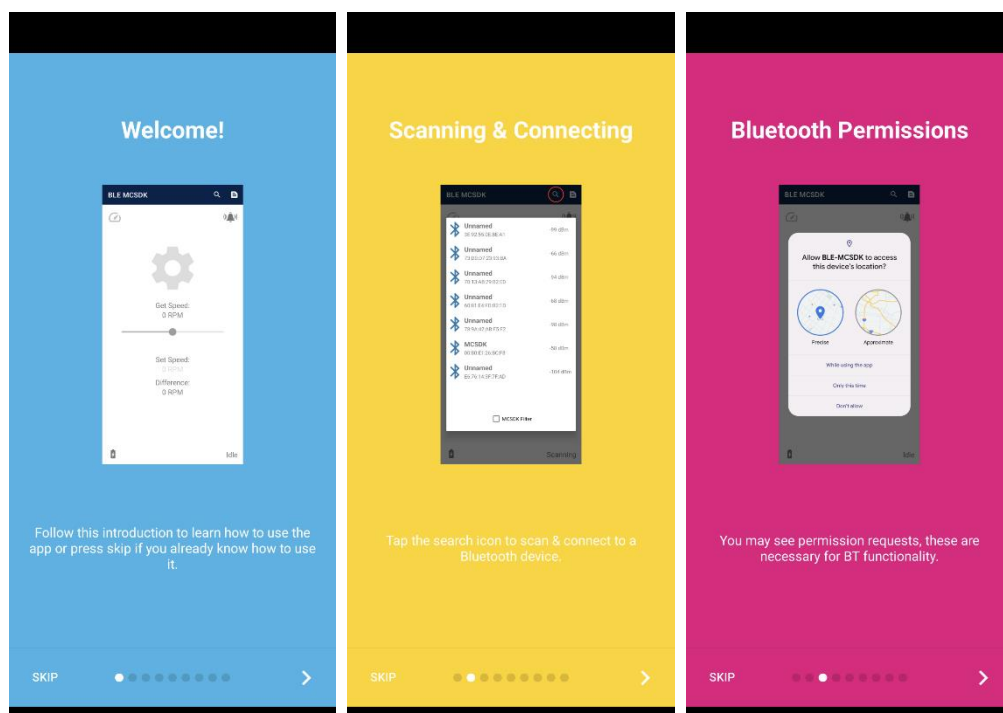 Welcome!
BLE MCSDK
Get Speed:
0 RPM
Set Speed:
0 RPM
Difference:
0 RPM
Idle
Follow this introduction to learn how to use the
app or press skip if you already know how to use
it.
SKIP
Scanning & Connecting
BLE MCSDK
Unnamed
Unnamed
-66 dBm
Unnamed
Unnamed
Unnamed
MCSDK
Unnamed
MCSDK Filter
Scanning
Tap the search icon to scan & connect to a
Bluetooth device.
SKIP
Bluetooth Permissions
BLE MCSDK
Allow BLE-MCSDK to access
this device's location?
Precise Approximate
While using the app
Only this time
Don't allow
Idle
You may see permission requests, these are
necessary for BT functionality.
SKIP